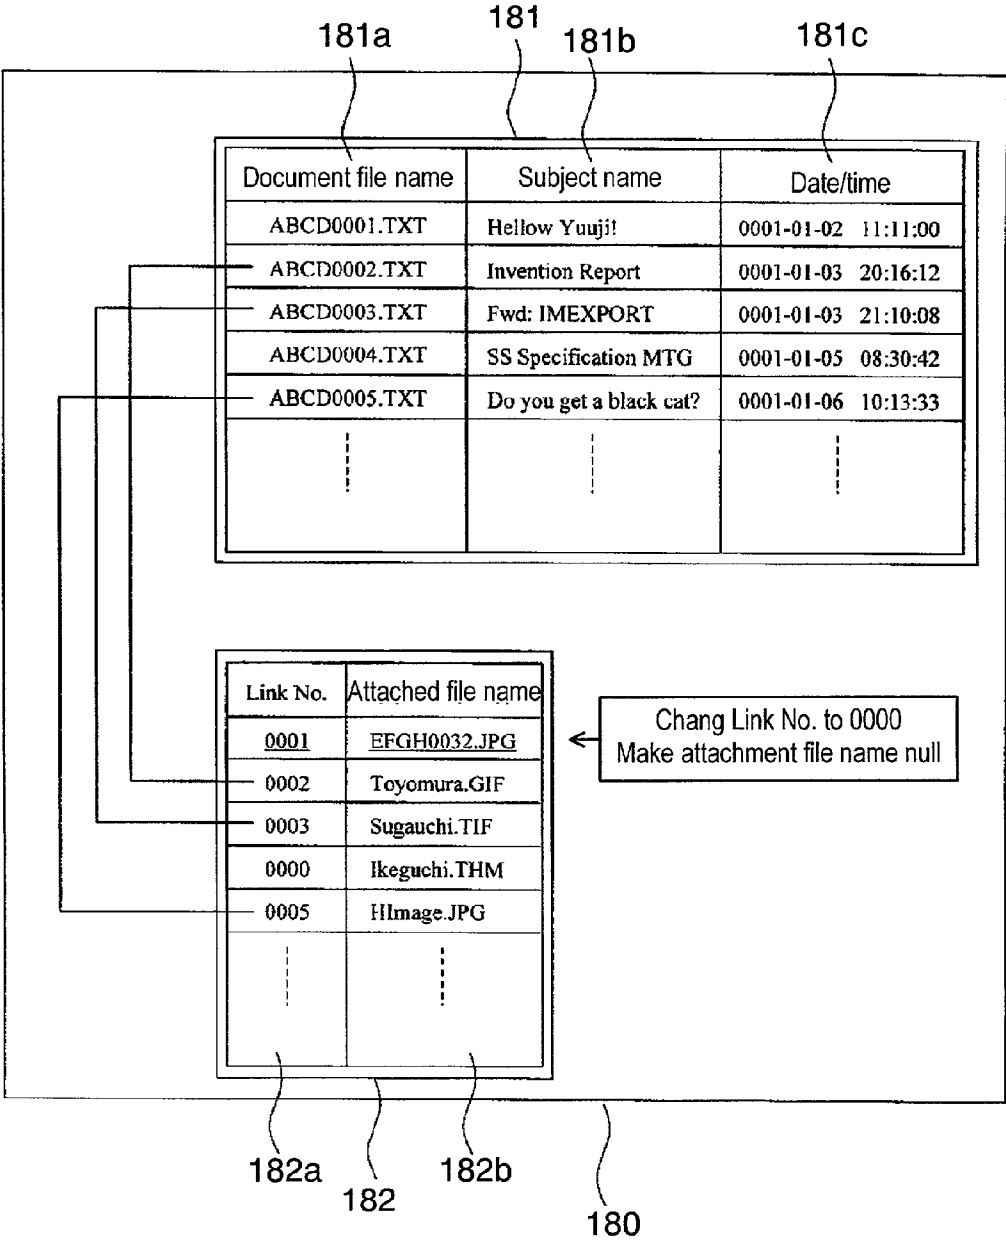 181
181a 181b 181c
Document file name Subject name Date/time
ABCD0001.TXT Hellow Yuuji! 0001-01-02 11:11:00
ABCD0002.TXT Invention Report 0001-01-03 20:16:12
ABCD0003.TXT Fwd: IMEXPORT 0001-01-03 21:10:08
ABCD0004.TXT SS Specification MTG 0001-01-05 08:30:42
ABCD0005.TXT Do you get a black cat? 0001-01-06 10:13:33
Link No. Attached file name
0001 EFGH0032.JPG
0002 Toyomura.GIF
0003 Sugauchi.TIF
0000 Ikeguchi.THM
0005 HImage.JPG
Chang Link No. to 0000
Make attachment file name null
182a 182b
182
180